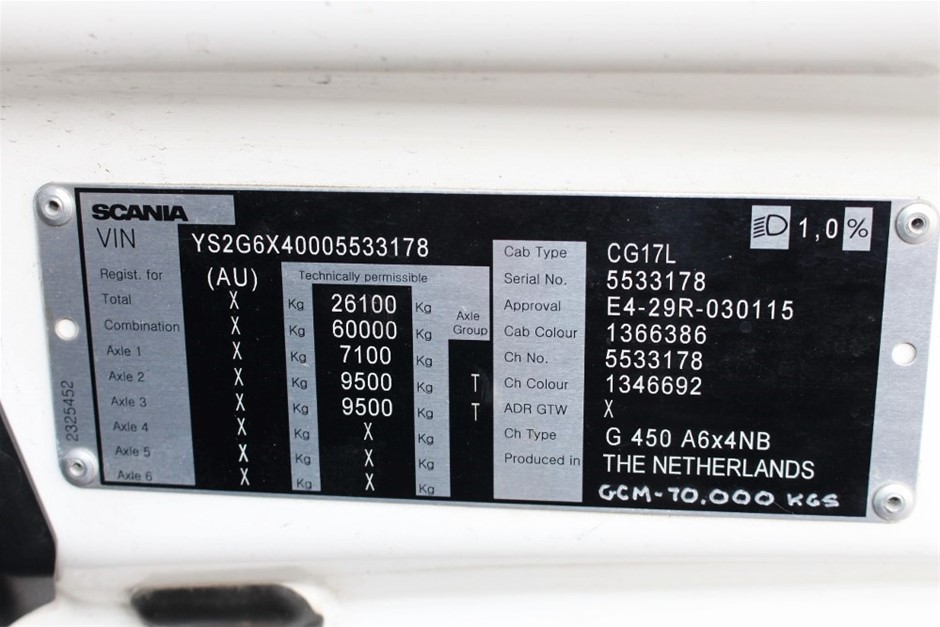 SCANIA
VIN YS2G6X40005533178 1,0 %
Regist. for (AU) Technically permissible
Total X Kg 26100 Kg Axle Group
Combination X Kg 60000 Kg
Axle 1 X Kg 7100 Kg
Axle 2 X Kg 9500 Kg T
Axle 3 X Kg 9500 Kg T
Axle 4 X Kg X Kg
Axle 5 X Kg X Kg
Axle 6 X Kg X Kg
Cab Type CG17L
Serial No. 5533178
Approval E4-29R-030115
Cab Colour 1366386
Ch No. 5533178
Ch Colour 1346692
ADR GTW X
Ch Type G 450 A6x4NB
Produced in THE NETHERLANDS
GCM-70.000 KGS
2325452